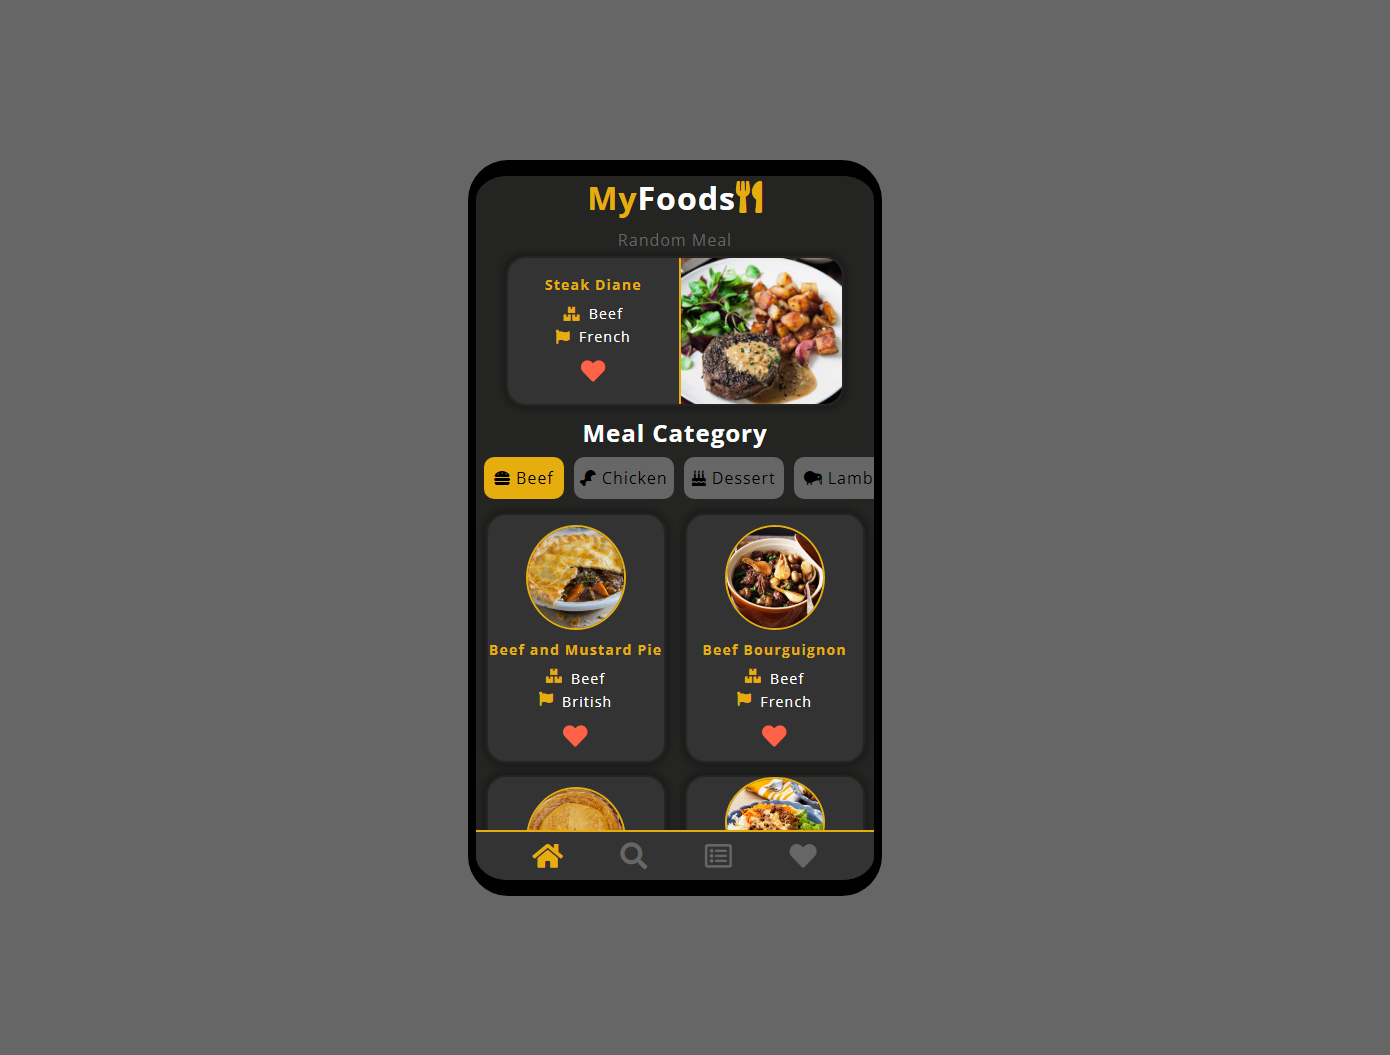 MyFoods
Random Meal
Steak Diane
Beef
French
Meal Category
Beef Chicken Dessert Lamb
Beef and Mustard Pie
Beef
British
Beef Bourguignon
Beef
French